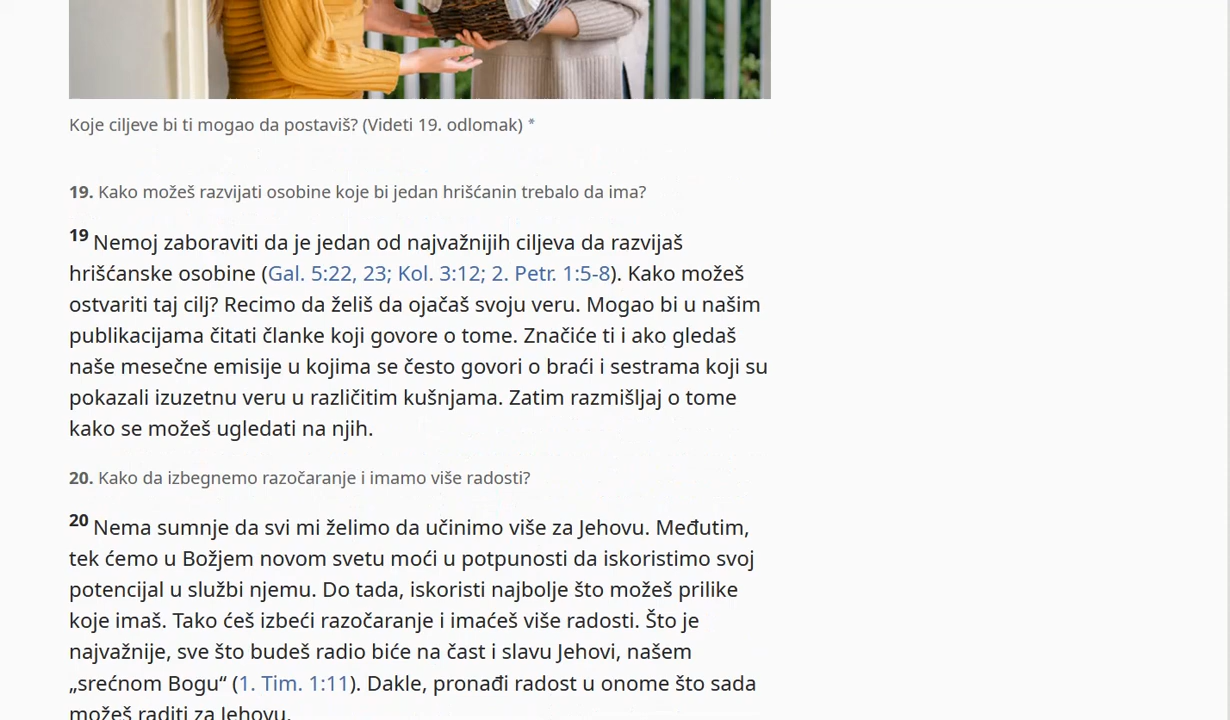 Koje ciljeve bi ti mogao da postaviš? (Videti 19. odlomak) *
19. Kako možeš razvijati osobine koje bi jedan hrišćanin trebalo da ima?
19 Nemoj zaboraviti da je jedan od najvažnijih ciljeva da razvijaš
hrišćanske osobine (Gal. 5:22, 23; Kol. 3:12; 2. Petr. 1:5-8). Kako možeš
ostvariti taj cilj? Recimo da želiš da ojačaš svoju veru. Mogao bi u našim
publikacijama čitati članke koji govore o tome. Značiće ti i ako gledaš
naše mesečne emisije u kojima se često govori o braći i sestrama koji su
pokazali izuzetnu veru u različitim kušnjama. Zatim razmišljaj o tome
kako se možeš ugledati na njih.
20. Kako da izbegnemo razočaranje i imamo više radosti?
20 Nema sumnje da svi mi želimo da učinimo više za Jehovu. Međutim,
tek ćemo u Božjem novom svetu moći u potpunosti da iskoristimo svoj
potencijal u službi njemu. Do tada, iskoristi najbolje što možeš prilike
koje imaš. Tako ćeš izbeći razočaranje i imaćeš više radosti. Što je
najvažnije, sve što budeš radio biće na čast i slavu Jehovi, našem
„srećnom Bogu“ (1. Tim. 1:11). Dakle, pronađi radost u onome što sada
možeš raditi za Jehovu.